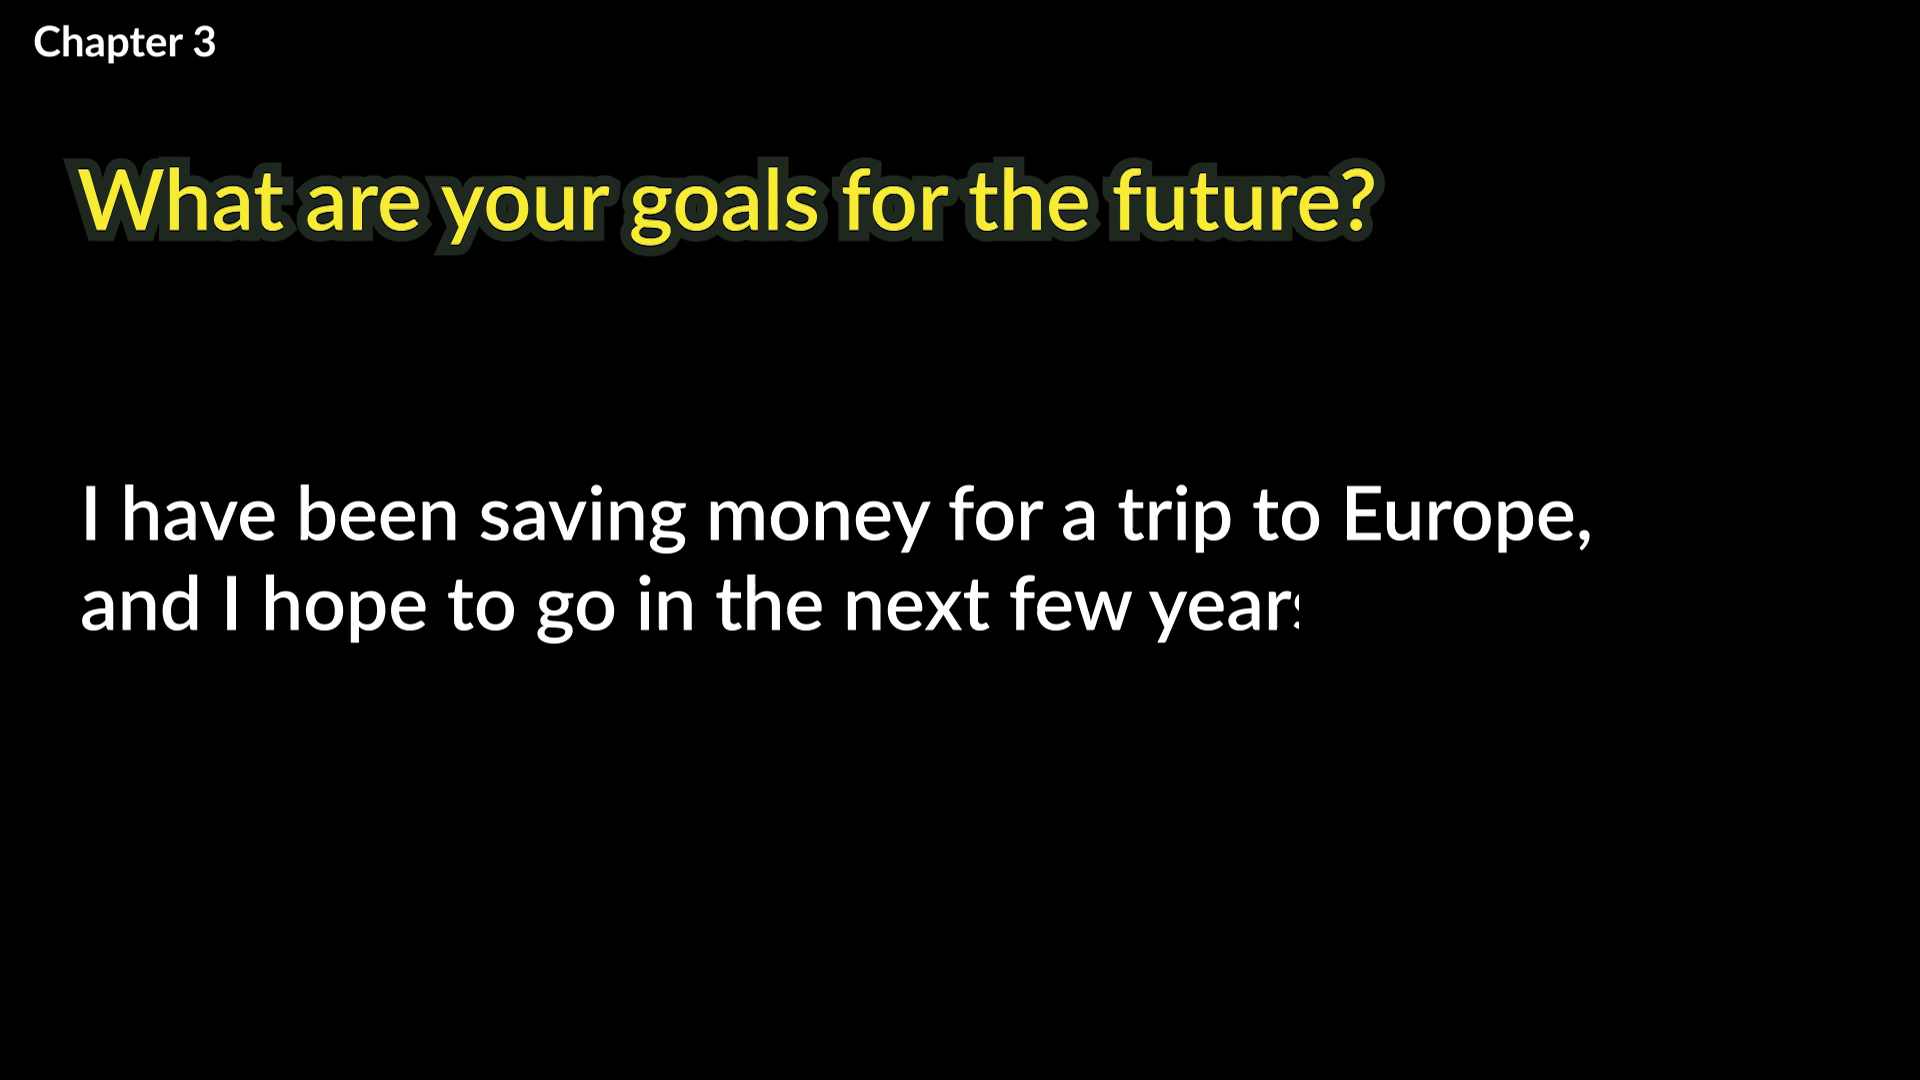 Chapter 3
What are your goals for the future?
I have been saving money for a trip to Europe,
and I hope to go in the next few years